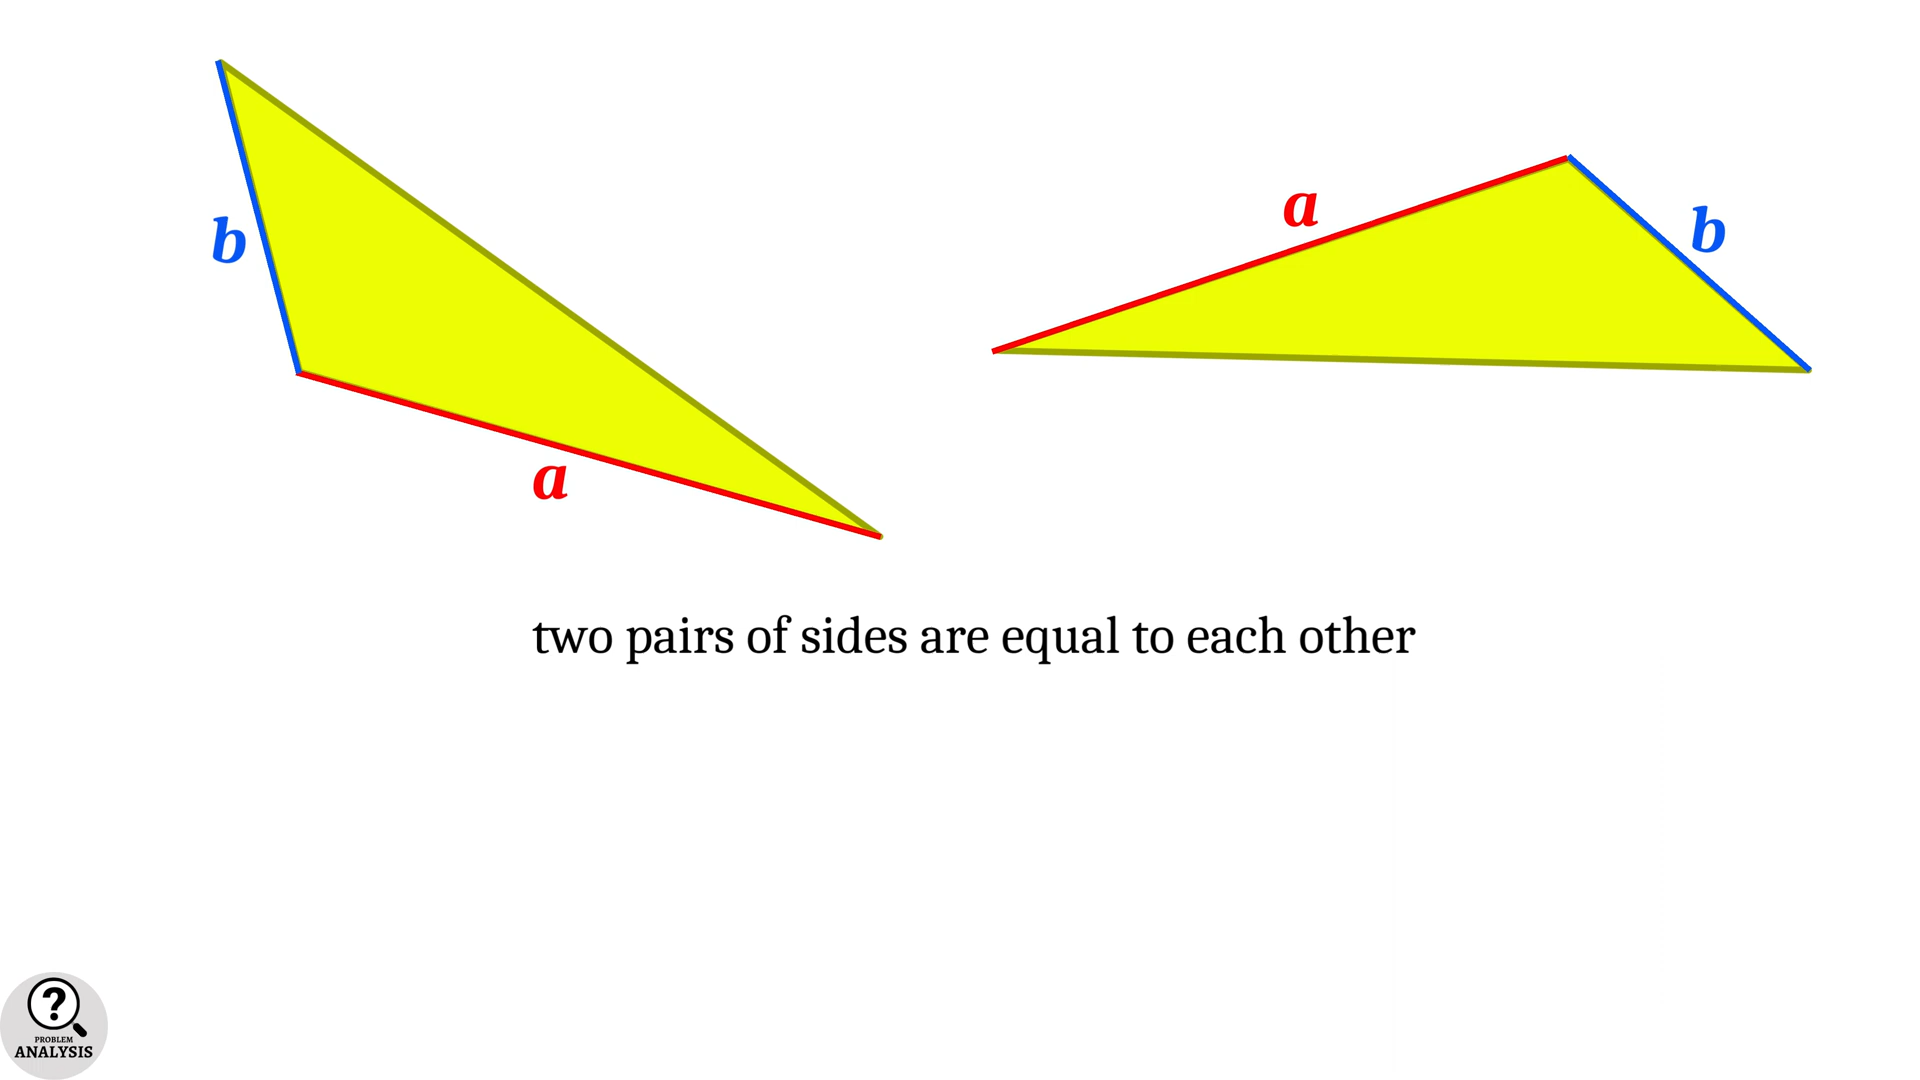 b
a
a
b
two pairs of sides are equal to each other
?
PROBLEM
ANALYSIS